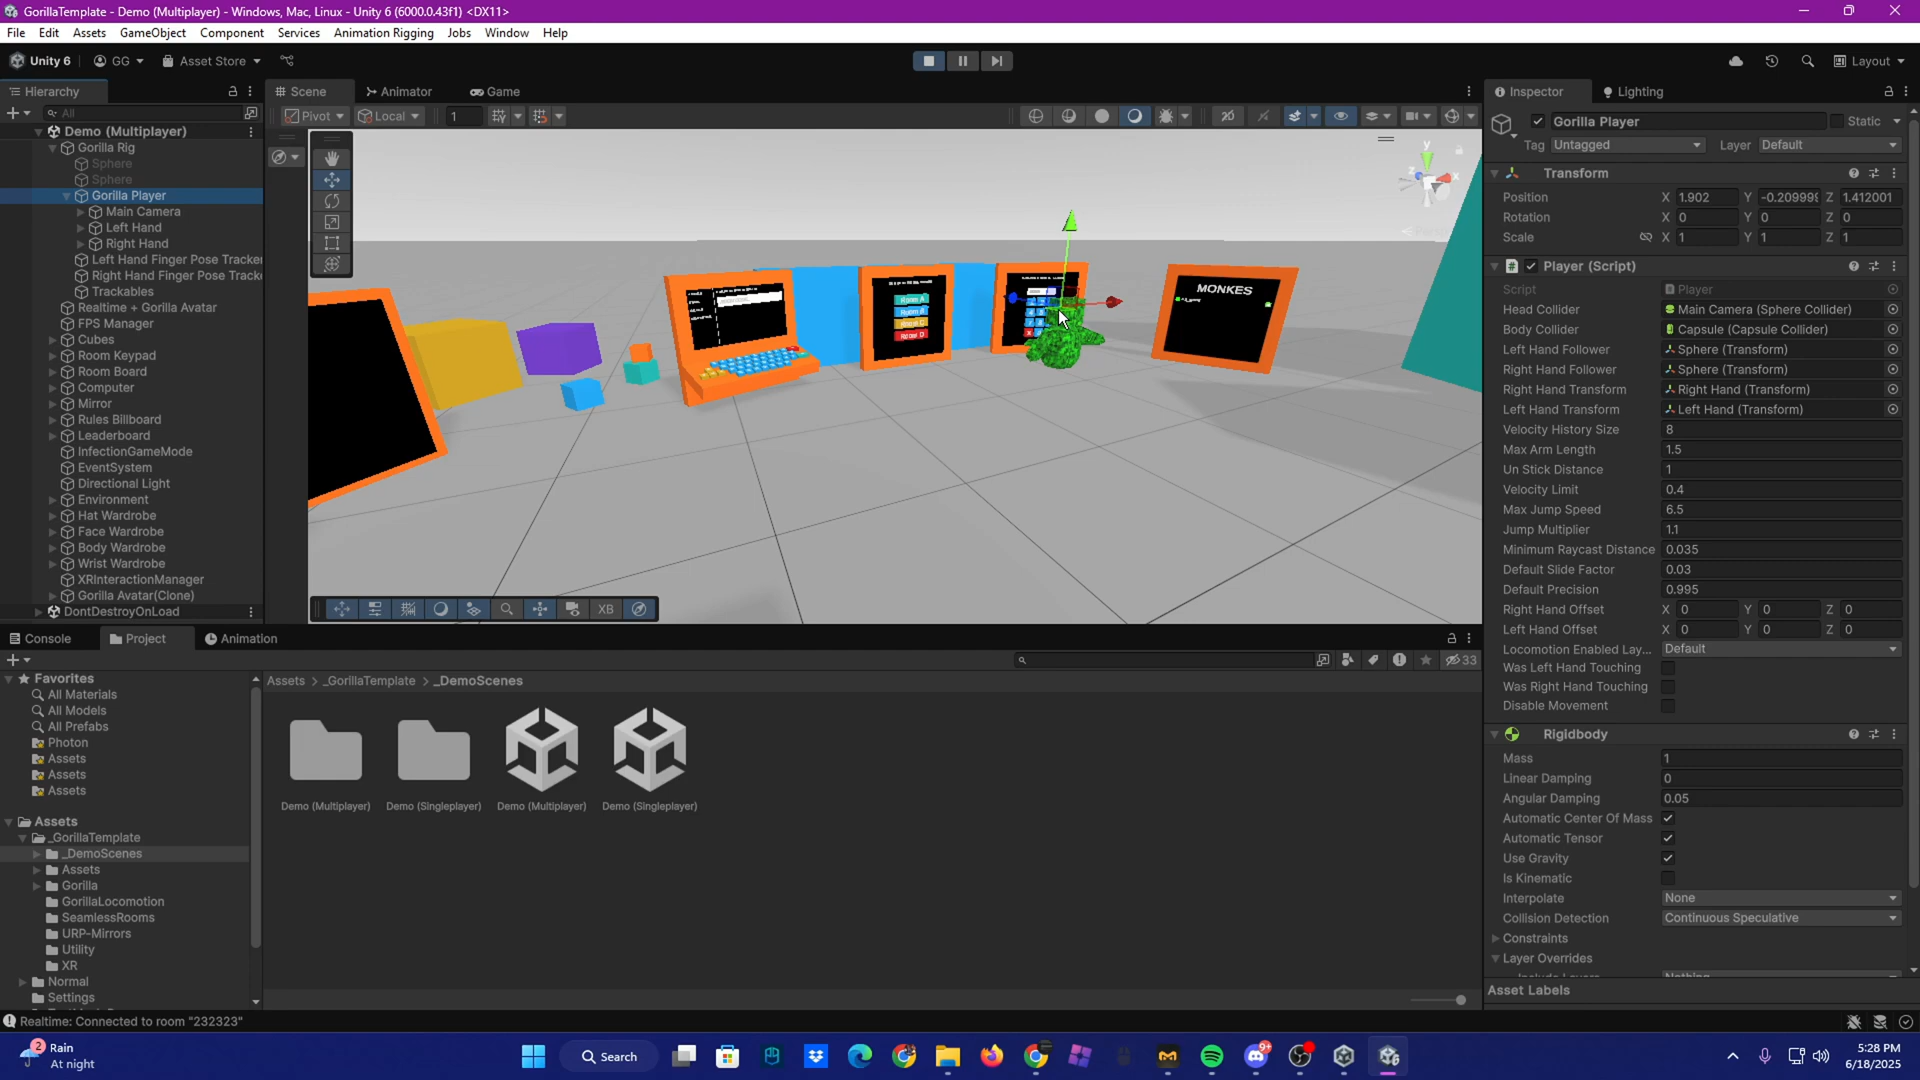 GorillaTemplate - Demo (Multiplayer) - Windows, Mac, Linux - Unity 6 (6000.0.43f1) <DX11>
File Edit Assets GameObject Component Services Animation Rigging Jobs Window Help
Unity 6 GG Asset Store Layout
Hierarchy
All
Demo (Multiplayer)
Gorilla Rig
Sphere
Sphere
Gorilla Player
Main Camera
Left Hand
Right Hand
Left Hand Finger Pose Tracke
Right Hand Finger Pose Track
Trackables
Realtime + Gorilla Avatar
FPS Manager
Cubes
Room Keypad
Room Board
Computer
Mirror
Rules Billboard
Leaderboard
InfectionGameMode
EventSystem
Directional Light
Environment
Hat Wardrobe
Face Wardrobe
Body Wardrobe
Wrist Wardrobe
XRInteractionManager
Gorilla Avatar(Clone)
DontDestroyOnLoad
Scene Animator Game
Pivot Local 1
2D
y
x
Room A
Room B
Room C
Room D
MONKES
XB
Inspector Lighting
Gorilla Player Static
Tag Untagged Layer Default
Transform
Position X 1.902 Y -0.209999 Z 1.412001
Rotation X 0 Y 0 Z 0
Scale X 1 Y 1 Z 1
Player (Script)
Script Player
Head Collider Main Camera (Sphere Collider)
Body Collider Capsule (Capsule Collider)
Left Hand Follower Sphere (Transform)
Right Hand Follower Sphere (Transform)
Right Hand Transform Right Hand (Transform)
Left Hand Transform Left Hand (Transform)
Velocity History Size 8
Max Arm Length 1.5
Un Stick Distance 1
Velocity Limit 0.4
Max Jump Speed 6.5
Jump Multiplier 1.1
Minimum Raycast Distance 0.035
Default Slide Factor 0.03
Default Precision 0.995
Right Hand Offset X 0 Y 0 Z 0
Left Hand Offset X 0 Y 0 Z 0
Locomotion Enabled Lay... Default
Was Left Hand Touching
Was Right Hand Touching
Disable Movement
Rigidbody
Mass 1
Linear Damping 0
Angular Damping 0.05
Automatic Center Of Mass
Automatic Tensor
Use Gravity
Is Kinematic
Interpolate None
Collision Detection Continuous Speculative
Constraints
Layer Overrides
Asset Labels
Console Project Animation
33
Favorites
All Materials
All Models
All Prefabs
Photon
Assets
Assets
Assets
Assets
_GorillaTemplate
_DemoScenes
Assets
Gorilla
GorillaLocomotion
SeamlessRooms
URP-Mirrors
Utility
XR
Normal
Settings
Assets > _GorillaTemplate > _DemoScenes
Demo (Multiplayer) Demo (Singleplayer) Demo (Multiplayer) Demo (Singleplayer)
Realtime: Connected to room "232323"
2
Rain
At night
Search
9+
5:28 PM
6/18/2025